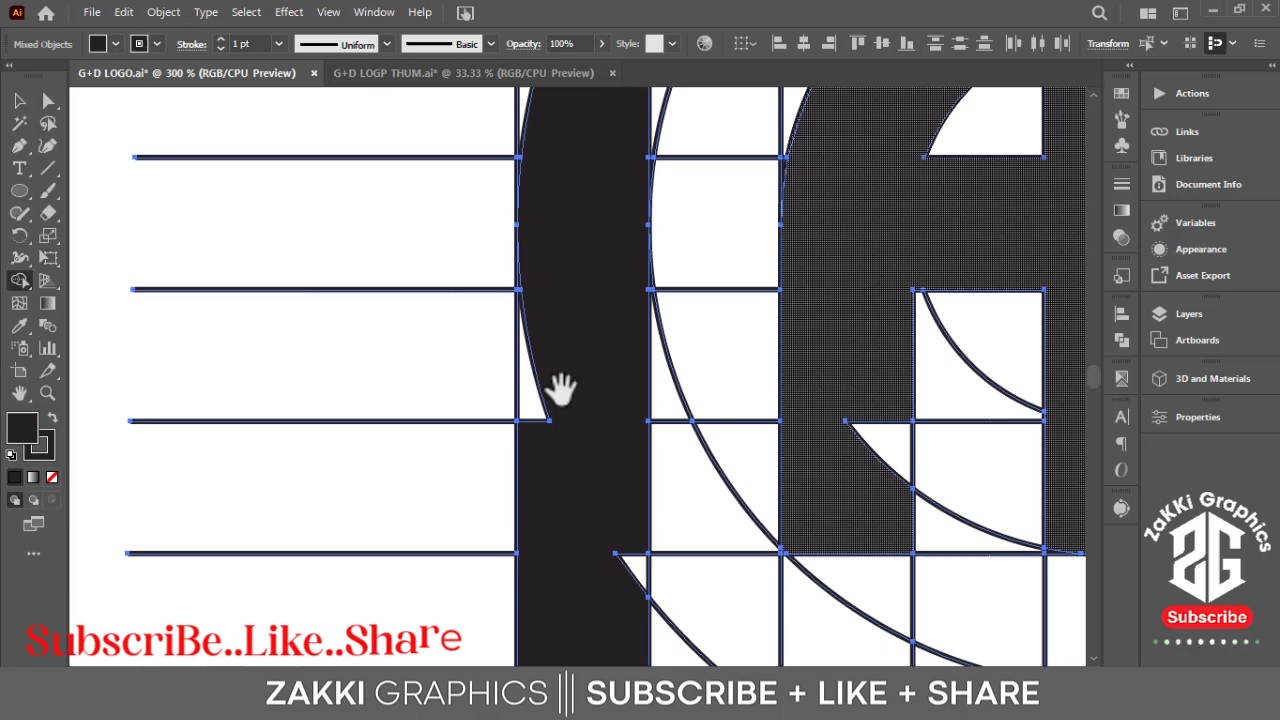 Ai File Edit Object Type Select Effect View Window Help
Mixed Objects Stroke: 1 pt Uniform Basic Opacity: 100% Style: Transform
G+D LOGO.ai* @ 300 % (RGB/CPU Preview) × G+D LOGP THUM.ai* @ 33.33 % (RGB/CPU Preview) ×
Actions
Links
Libraries
Document Info
Variables
Appearance
Asset Export
Layers
Artboards
3D and Materials
Properties
ZaKKi Graphics
ZG
Subscribe
SubscriBe..Like..Share
ZAKKI GRAPHICS ||| SUBSCRIBE + LIKE + SHARE